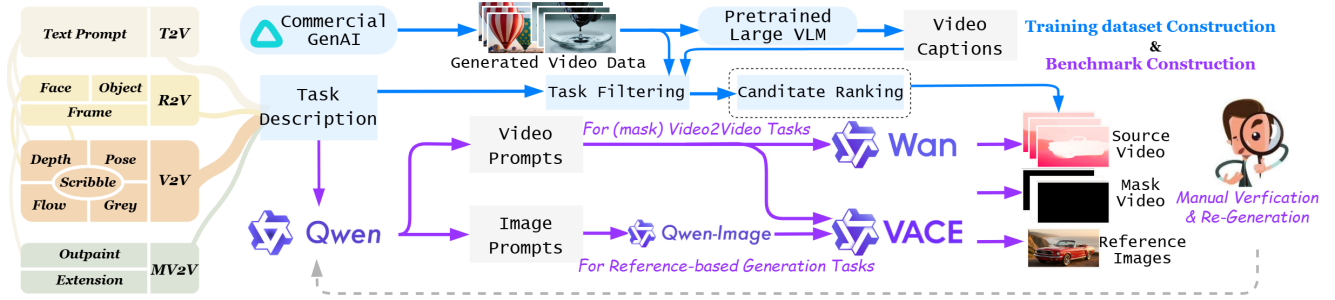 Text Prompt
T2V
Face
Object
Frame
R2V
Depth
Pose
Scribble
Flow
Grey
V2V
Outpaint
Extension
MV2V
Commercial
GenAI
Generated Video Data
Pretrained
Large VLM
Video
Captions
Training dataset Construction
&
Benchmark Construction
Task
Description
Task Filtering
Canditate Ranking
Video
Prompts
For (mask) Video2Video Tasks
Wan
Source
Video
Mask
Video
Manual Verfication
& Re-Generation
Qwen
Image
Prompts
Qwen-Image
VACE
For Reference-based Generation Tasks
Reference
Images